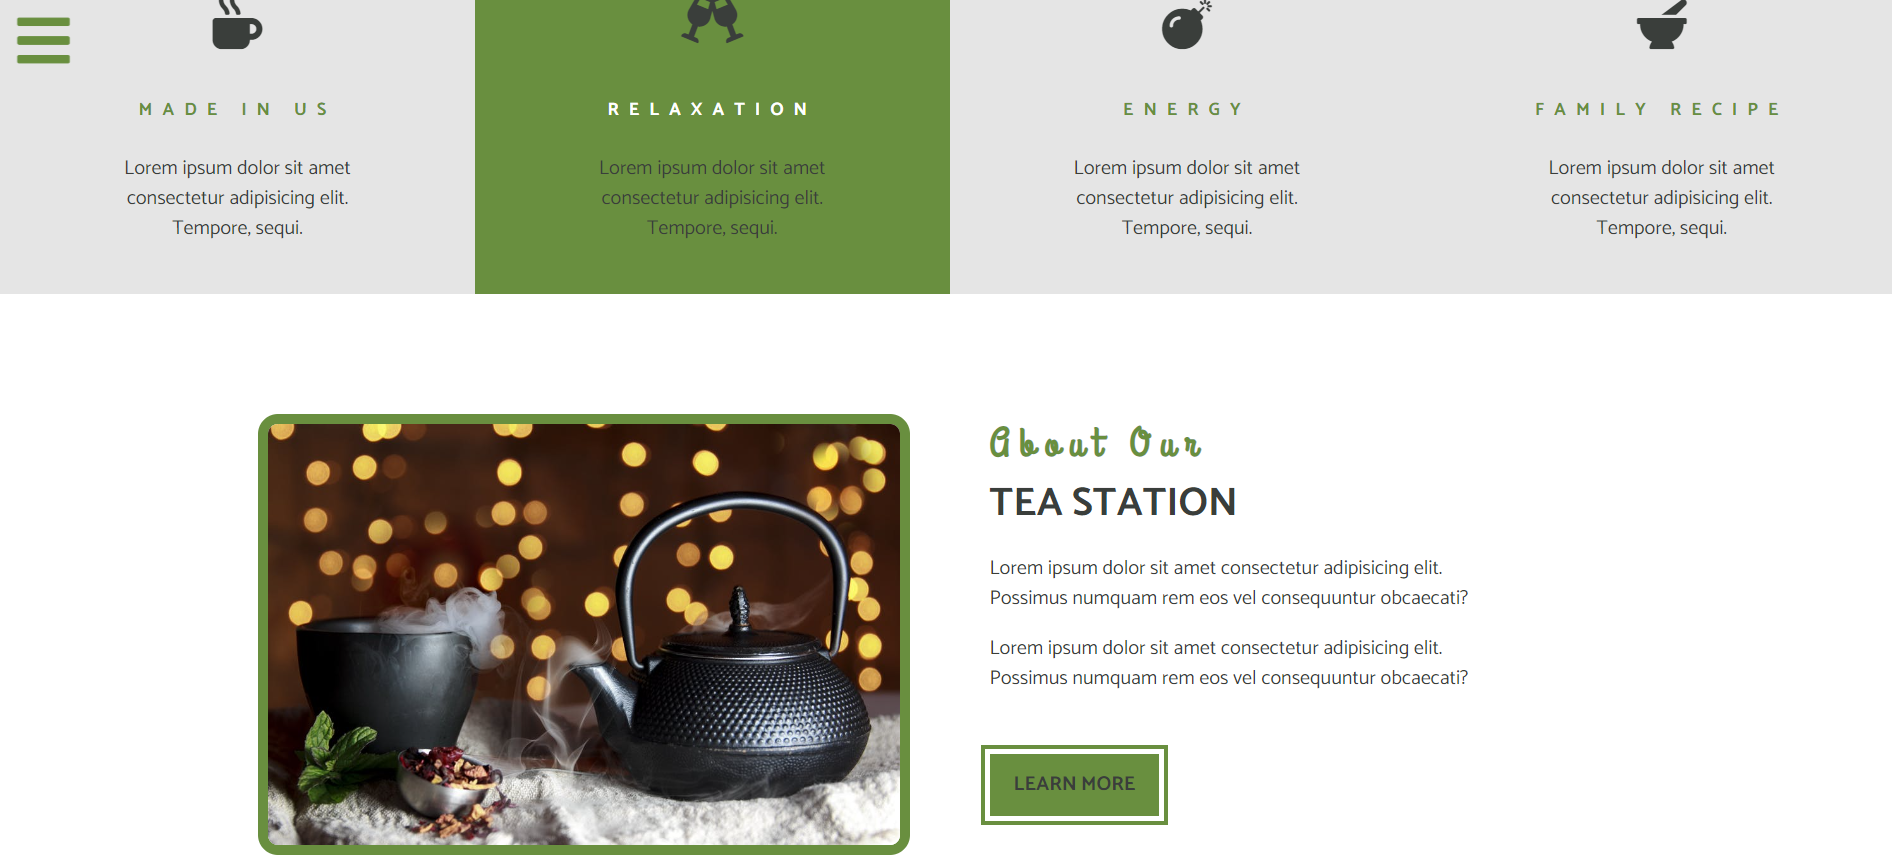 MADE IN US
Lorem ipsum dolor sit amet
consectetur adipisicing elit.
Tempore, sequi.
RELAXATION
Lorem ipsum dolor sit amet
consectetur adipisicing elit.
Tempore, sequi.
ENERGY
Lorem ipsum dolor sit amet
consectetur adipisicing elit.
Tempore, sequi.
FAMILY RECIPE
Lorem ipsum dolor sit amet
consectetur adipisicing elit.
Tempore, sequi.
About Our
TEA STATION
Lorem ipsum dolor sit amet consectetur adipisicing elit.
Possimus numquam rem eos vel consequuntur obcaecati?
Lorem ipsum dolor sit amet consectetur adipisicing elit.
Possimus numquam rem eos vel consequuntur obcaecati?
LEARN MORE